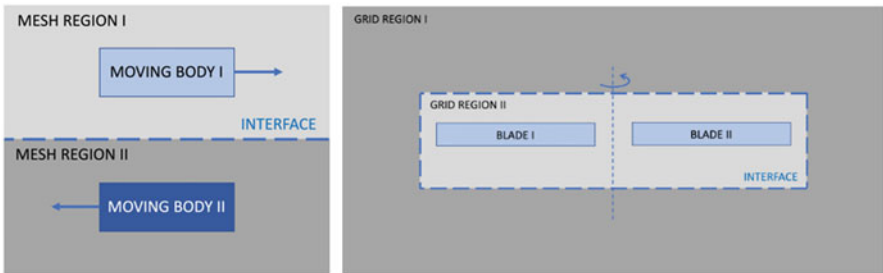 MESH REGION I
MOVING BODY I
INTERFACE
MESH REGION II
MOVING BODY II
GRID REGION I
GRID REGION II
BLADE I
BLADE II
INTERFACE